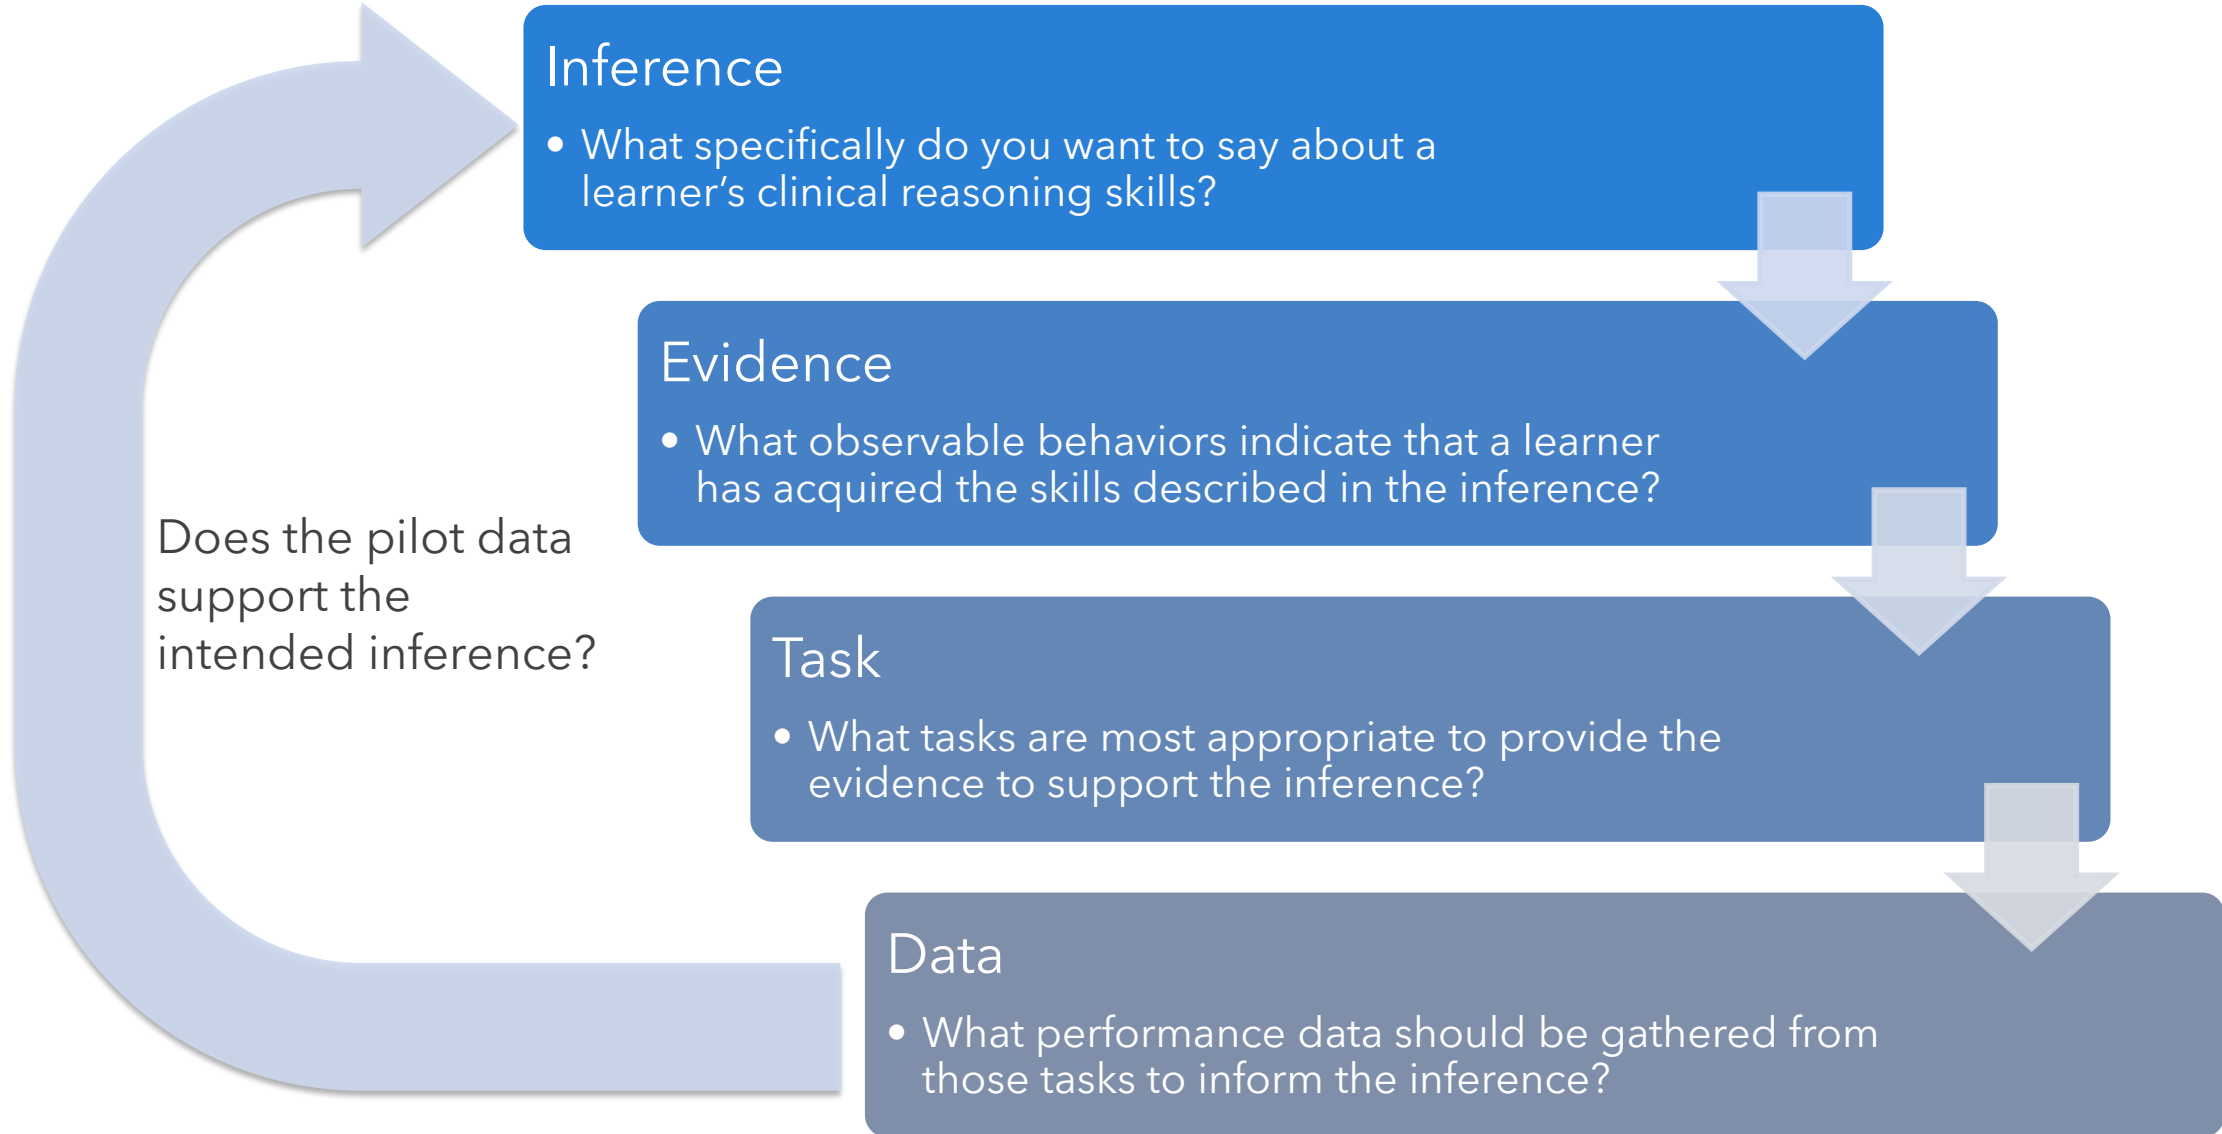 Inference
• What specifically do you want to say about a
learner’s clinical reasoning skills?
Evidence
• What observable behaviors indicate that a learner
has acquired the skills described in the inference?
Does the pilot data
support the
intended inference?
Task
• What tasks are most appropriate to provide the
evidence to support the inference?
Data
• What performance data should be gathered from
those tasks to inform the inference?